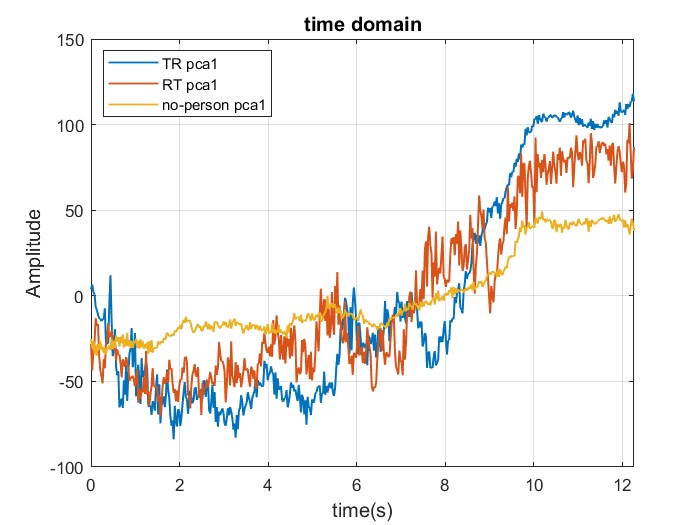 time domain
150
100
50
0
-50
-100
TR pca1
RT pca1
no-person pca1
Amplitude
0 2 4 6 8 10 12
time(s)